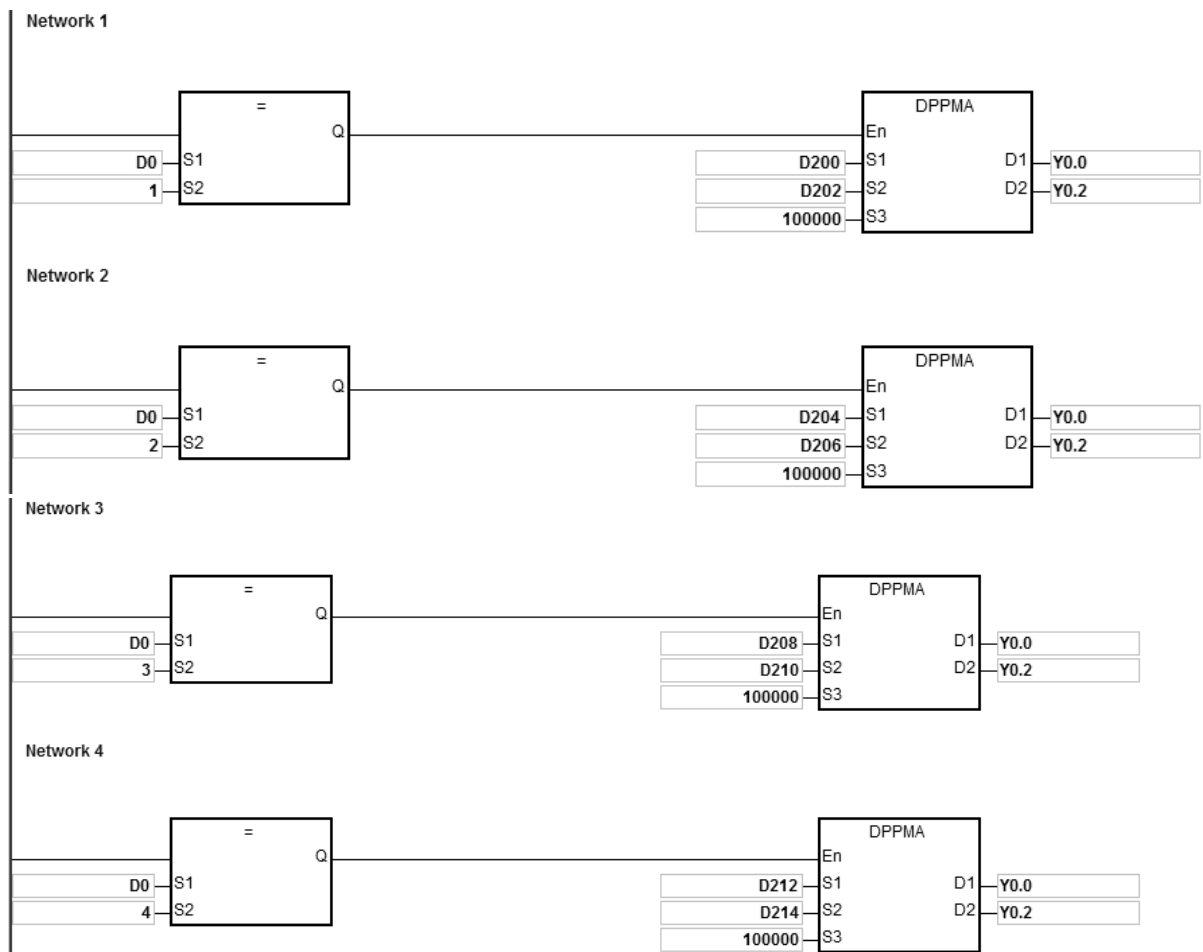 Network 1
= DPPMA
Q En
D0 S1 D200 S1 D1 Y0.0
1 S2 D202 S2 D2 Y0.2
100000 S3
Network 2
= DPPMA
Q En
D0 S1 D204 S1 D1 Y0.0
2 S2 D206 S2 D2 Y0.2
100000 S3
Network 3
= DPPMA
Q En
D0 S1 D208 S1 D1 Y0.0
3 S2 D210 S2 D2 Y0.2
100000 S3
Network 4
= DPPMA
Q En
D0 S1 D212 S1 D1 Y0.0
4 S2 D214 S2 D2 Y0.2
100000 S3